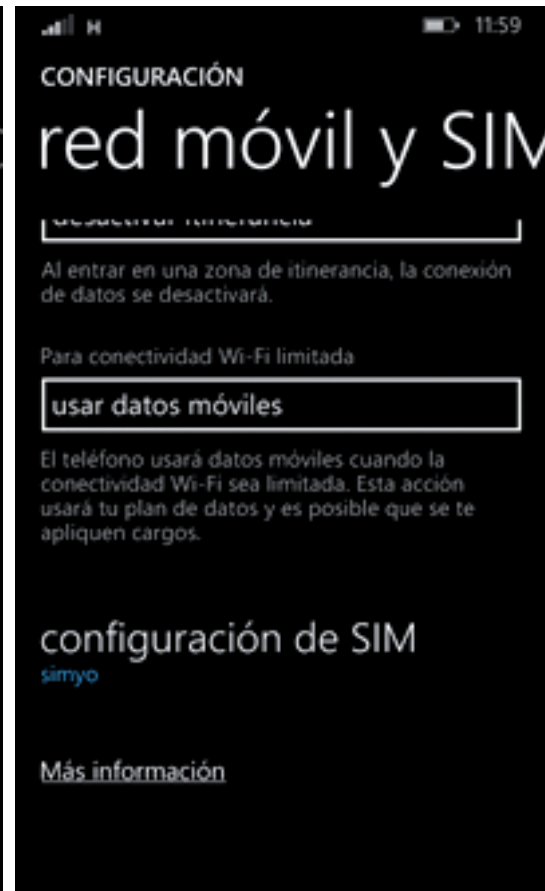 H
11:59
CONFIGURACIÓN
red móvil y SIM
desactivar itinerancia
Al entrar en una zona de itinerancia, la conexión
de datos se desactivará.
Para conectividad Wi-Fi limitada
usar datos móviles
El teléfono usará datos móviles cuando la
conectividad Wi-Fi sea limitada. Esta acción
usará tu plan de datos y es posible que se te
apliquen cargos.
configuración de SIM
simyo
Más información